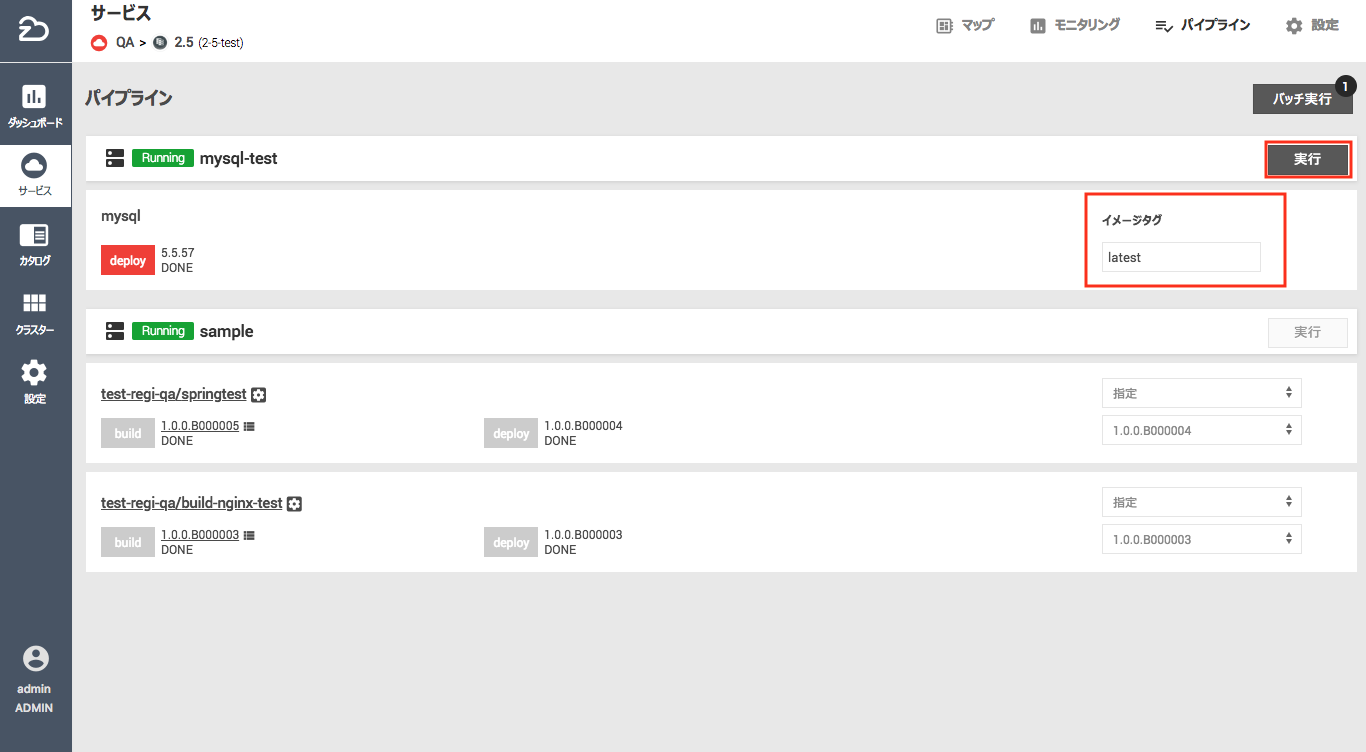 サービス
QA > 2.5 (2-5-test)
マップ
モニタリング
パイプライン
設定
ダッシュボード
サービス
カタログ
クラスター
設定
admin
ADMIN
パイプライン
バッチ実行
1
Running mysql-test
実行
mysql
イメージタグ
deploy
5.5.57
DONE
latest
Running sample
実行
test-regi-qa/springtest
指定
build
1.0.0.B000005
DONE
deploy
1.0.0.B000004
DONE
1.0.0.B000004
test-regi-qa/build-nginx-test
指定
build
1.0.0.B000003
DONE
deploy
1.0.0.B000003
DONE
1.0.0.B000003